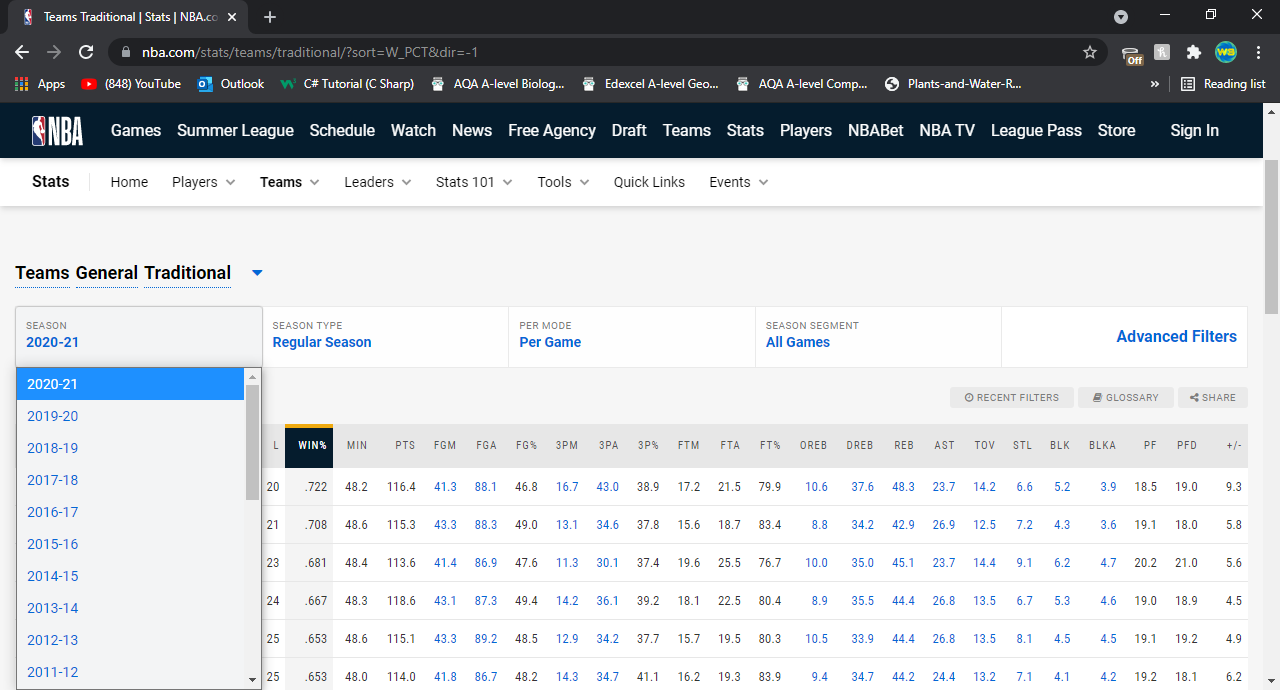 Teams Traditional | Stats | NBA.co
nba.com/stats/teams/traditional/?sort=W_PCT&dir=-1
Off
WS
Apps (848) YouTube Outlook C# Tutorial (C Sharp) AQA A-level Biolog... Edexcel A-level Geo... AQA A-level Comp... Plants-and-Water-R... » Reading list
NBA Games Summer League Schedule Watch News Free Agency Draft Teams Stats Players NBABet NBA TV League Pass Store Sign In
Stats Home Players Teams Leaders Stats 101 Tools Quick Links Events
Teams General Traditional
SEASON SEASON TYPE PER MODE SEASON SEGMENT
2020-21 Regular Season Per Game All Games Advanced Filters
2020-21
2019-20
2018-19
2017-18
2016-17
2015-16
2014-15
2013-14
2012-13
2011-12
RECENT FILTERS GLOSSARY SHARE
L WIN% MIN PTS FGM FGA FG% 3PM 3PA 3P% FTM FTA FT% OREB DREB REB AST TOV STL BLK BLKA PF PFD +/-
20 .722 48.2 116.4 41.3 88.1 46.8 16.7 43.0 38.9 17.2 21.5 79.9 10.6 37.6 48.3 23.7 14.2 6.6 5.2 3.9 18.5 19.0 9.3
21 .708 48.6 115.3 43.3 88.3 49.0 13.1 34.6 37.8 15.6 18.7 83.4 8.8 34.2 42.9 26.9 12.5 7.2 4.3 3.6 19.1 18.0 5.8
23 .681 48.4 113.6 41.4 86.9 47.6 11.3 30.1 37.4 19.6 25.5 76.7 10.0 35.0 45.1 23.7 14.4 9.1 6.2 4.7 20.2 21.0 5.6
24 .667 48.3 118.6 43.1 87.3 49.4 14.2 36.1 39.2 18.1 22.5 80.4 8.9 35.5 44.4 26.8 13.5 6.7 5.3 4.6 19.0 18.9 4.5
25 .653 48.6 115.1 43.3 89.2 48.5 12.9 34.2 37.7 15.7 19.5 80.3 10.5 33.9 44.4 26.8 13.5 8.1 4.5 4.5 19.1 19.2 4.9
25 .653 48.0 114.0 41.8 86.7 48.2 14.3 34.7 41.1 16.2 19.3 83.9 9.4 34.7 44.2 24.4 13.2 7.1 4.1 4.2 19.2 18.1 6.2